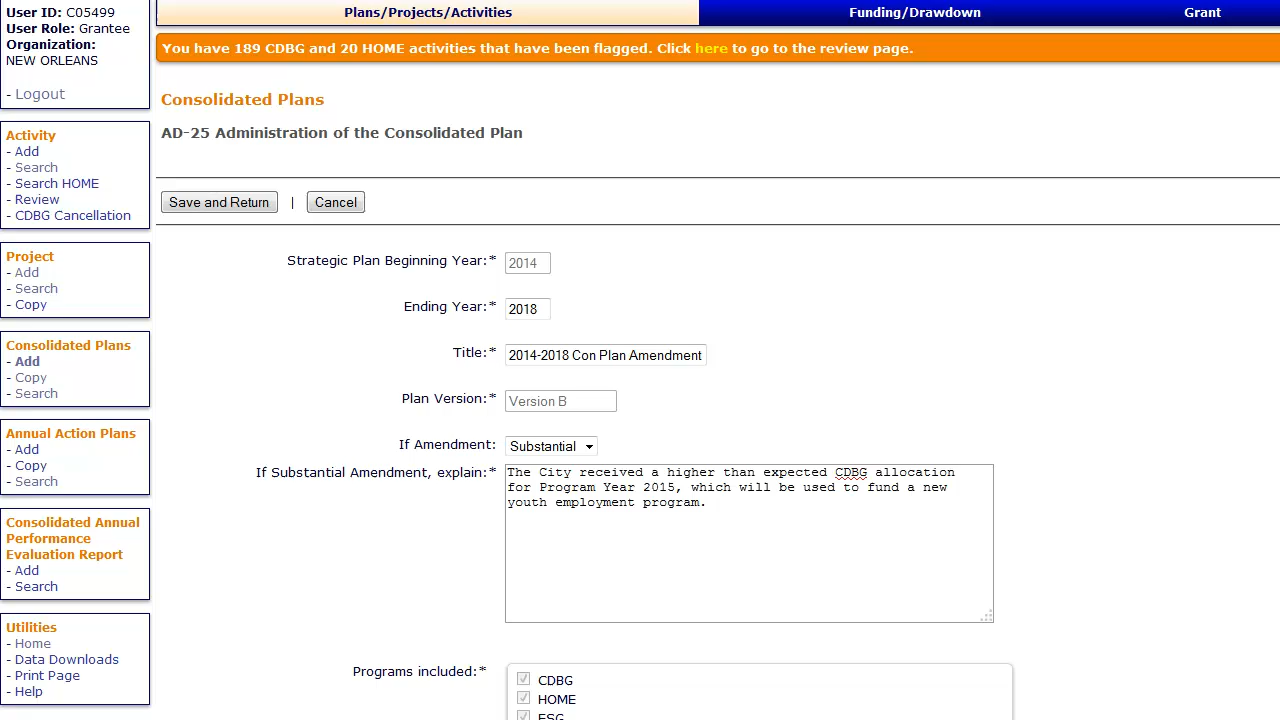 User ID: C05499
User Role: Grantee
Organization:
NEW ORLEANS
- Logout
Activity
- Add
- Search
- Search HOME
- Review
- CDBG Cancellation
Project
- Add
- Search
- Copy
Consolidated Plans
- Add
- Copy
- Search
Annual Action Plans
- Add
- Copy
- Search
Consolidated Annual
Performance
Evaluation Report
- Add
- Search
Utilities
- Home
- Data Downloads
- Print Page
- Help
Plans/Projects/Activities
Funding/Drawdown
Grant
You have 189 CDBG and 20 HOME activities that have been flagged. Click here to go to the review page.
Consolidated Plans
AD-25 Administration of the Consolidated Plan
Save and Return | Cancel
Strategic Plan Beginning Year:* 2014
Ending Year:* 2018
Title:* 2014-2018 Con Plan Amendment
Plan Version:* Version B
If Amendment: Substantial
If Substantial Amendment, explain:* The City received a higher than expected CDBG allocation
for Program Year 2015, which will be used to fund a new
youth employment program.
Programs included:* CDBG
HOME
ESG